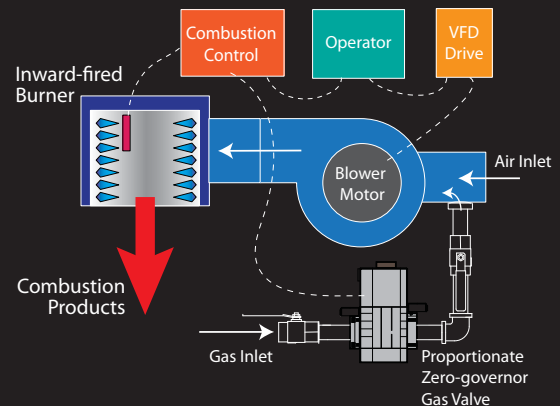 Combustion
Control
Operator
VFD
Drive
Inward-fired
Burner
Air Inlet
Blower
Motor
Combustion
Products
Gas Inlet
Proportionate
Zero-governor
Gas Valve